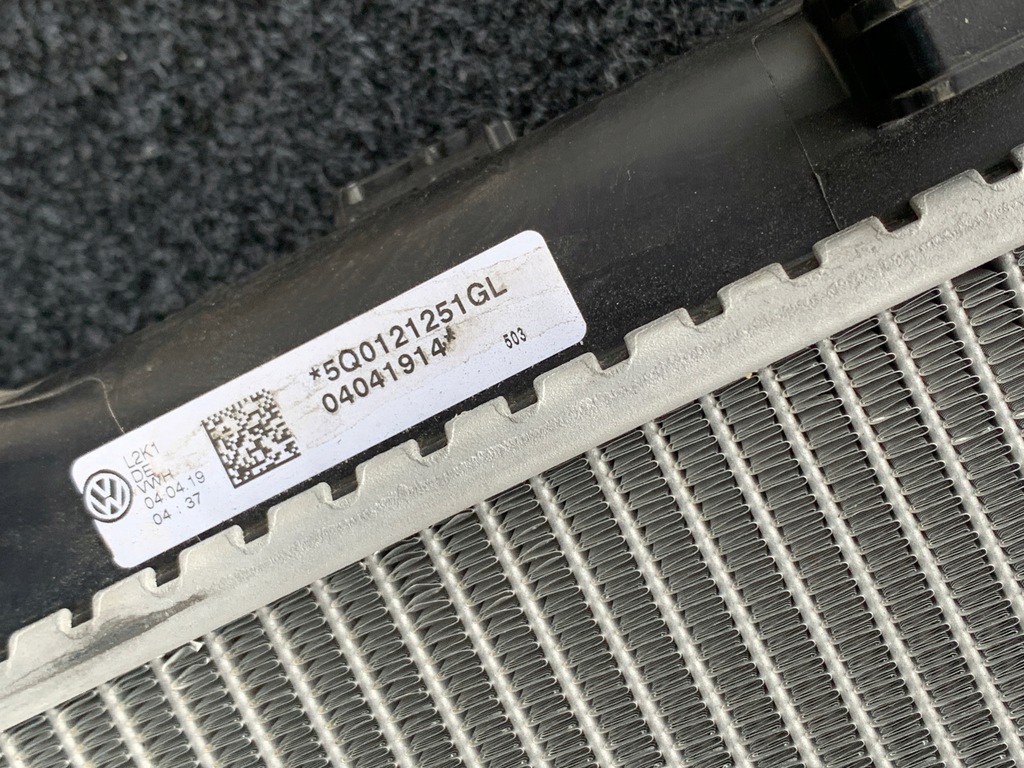 *5Q0121251GL
04041914*
503
L2K1
DE
VWH
04.04.19
04 : 37